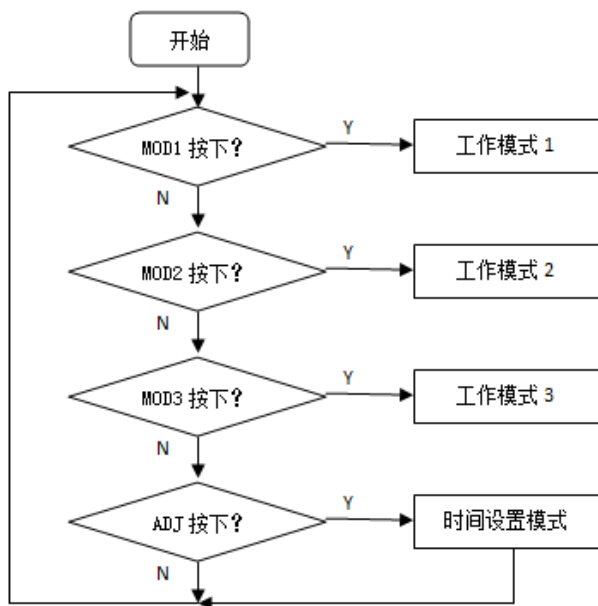 开始
MOD1 按下？
Y
工作模式 1
N
MOD2 按下？
Y
工作模式 2
N
MOD3 按下？
Y
工作模式 3
N
ADJ 按下？
Y
时间设置模式
N